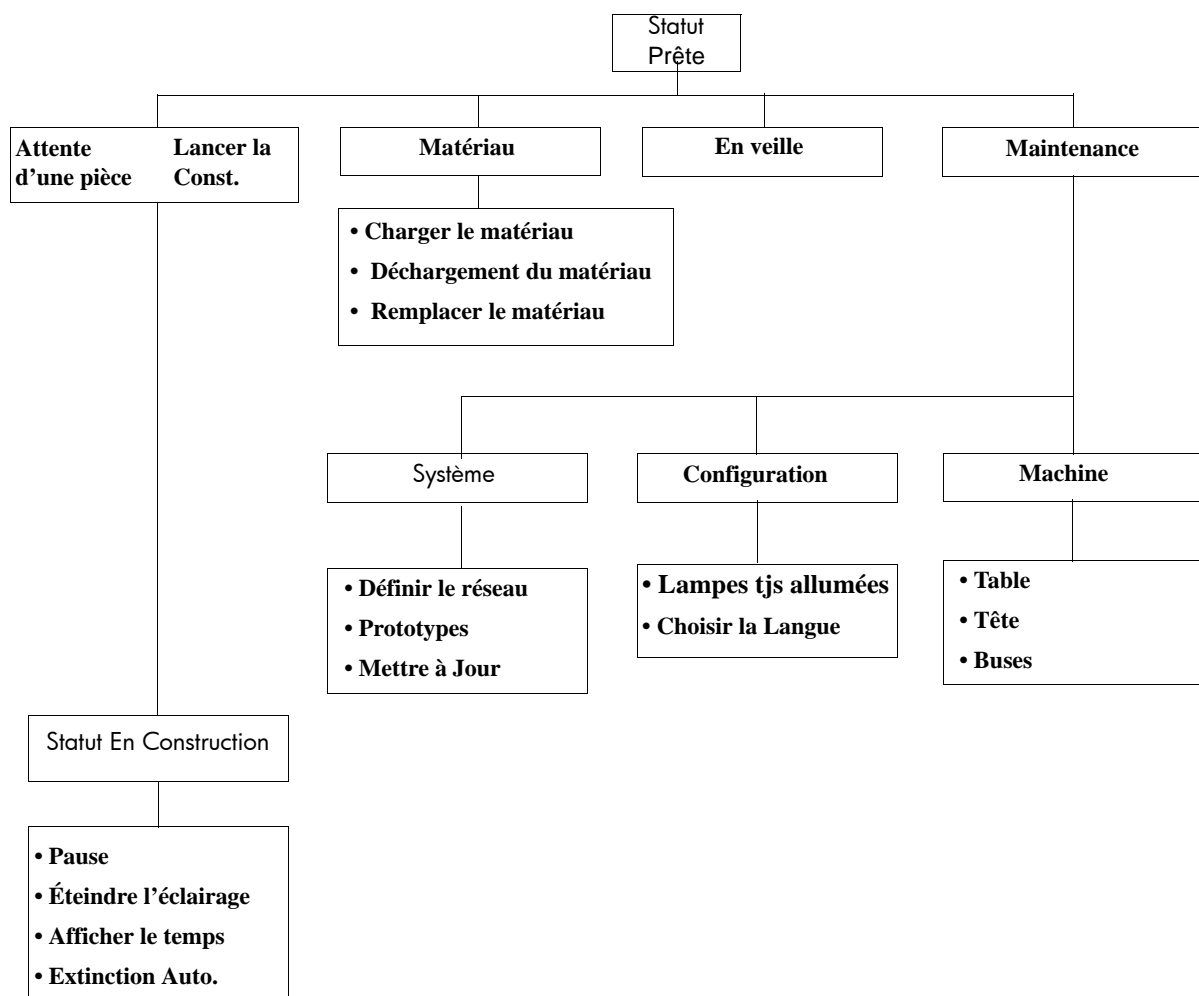 Statut
Prête
Attente
d'une pièce
Lancer la
Const.
Matériau
En veille
Maintenance
• Charger le matériau
• Déchargement du matériau
• Remplacer le matériau
Système
Configuration
Machine
• Définir le réseau
• Prototypes
• Mettre à Jour
• Lampes tjs allumées
• Choisir la Langue
• Table
• Tête
• Buses
Statut En Construction
• Pause
• Éteindre l'éclairage
• Afficher le temps
• Extinction Auto.